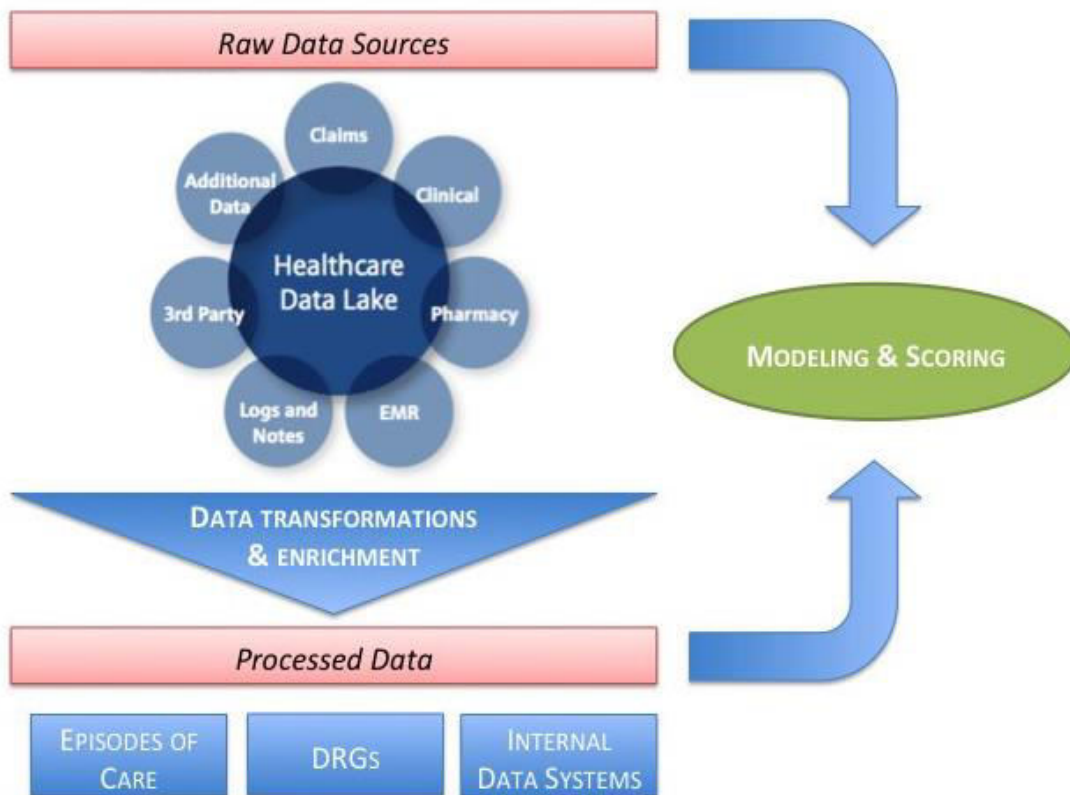 Raw Data Sources
Claims
Additional
Data
Clinical
Healthcare
Data Lake
3rd Party
Pharmacy
Logs and
Notes
EMR
MODELING & SCORING
DATA TRANSFORMATIONS
& ENRICHMENT
Processed Data
EPISODES OF
CARE
DRGS
INTERNAL
DATA SYSTEMS